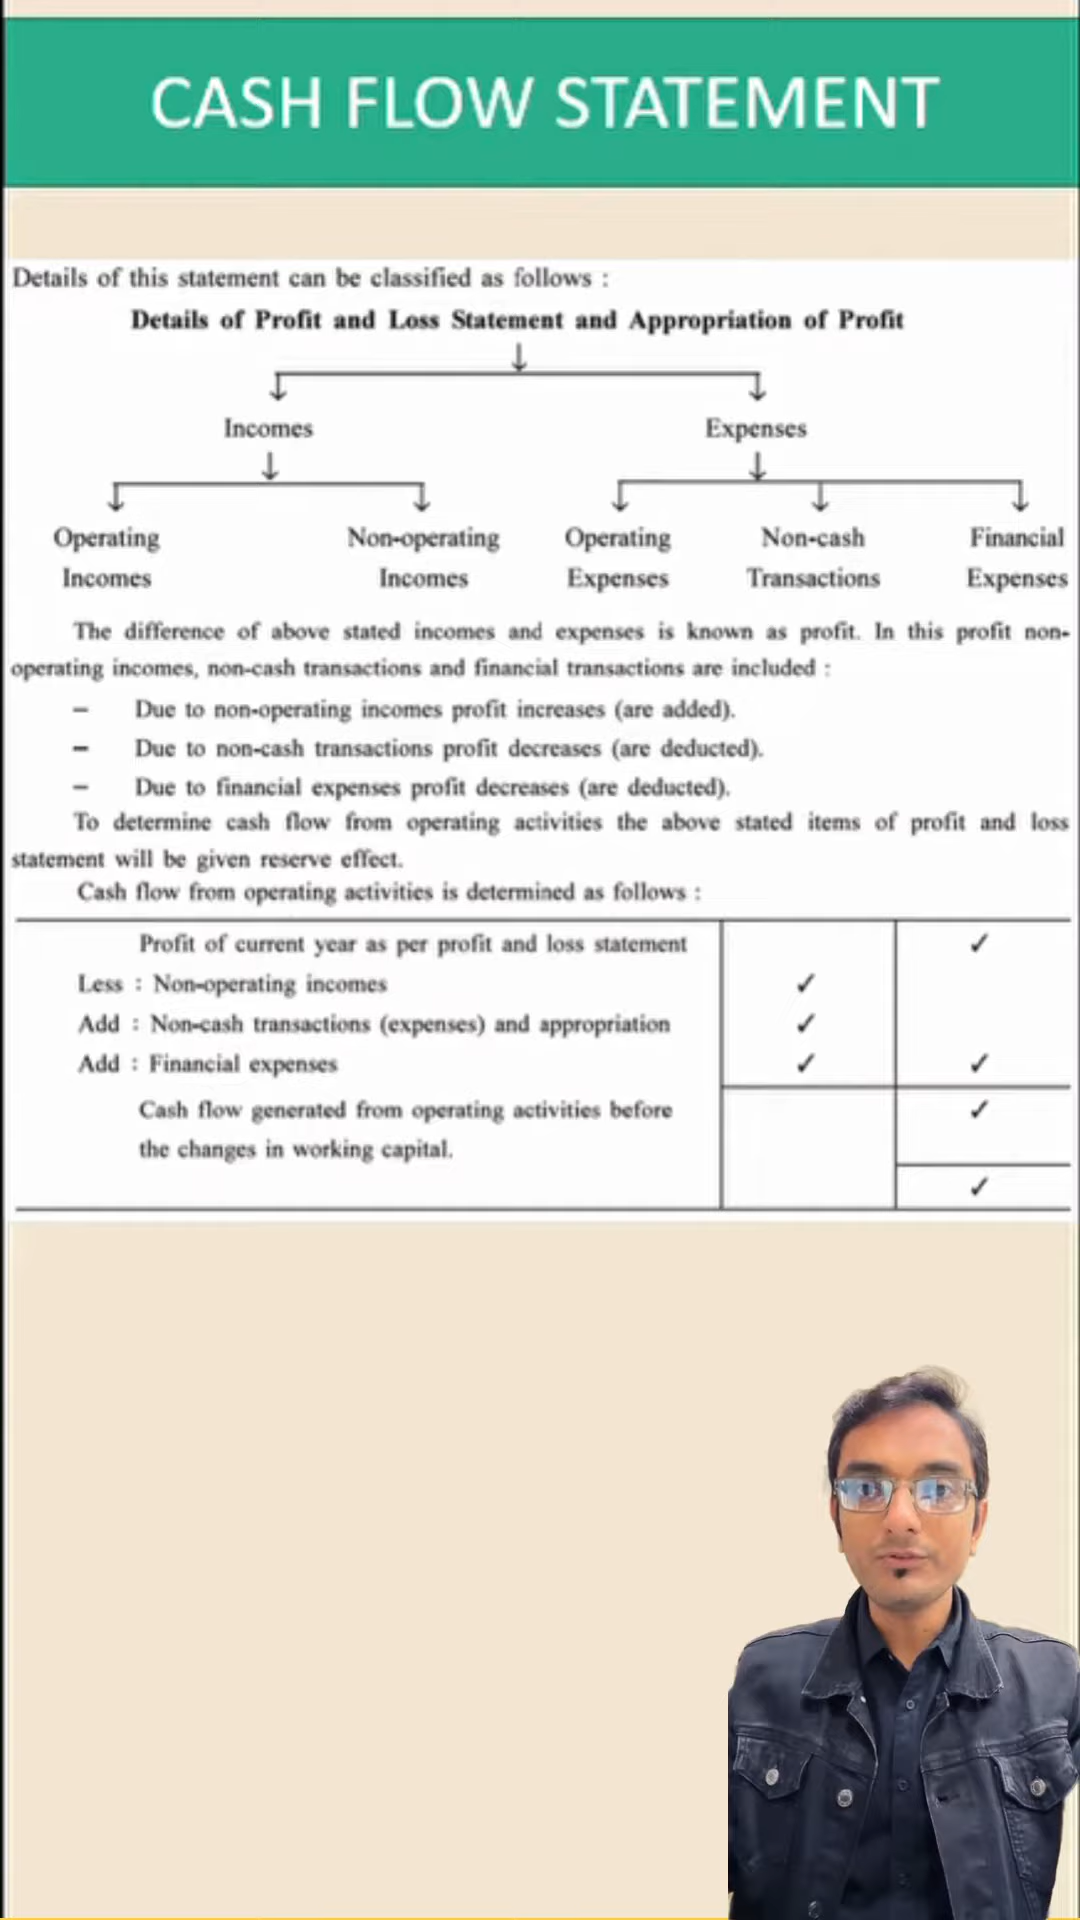 CASH FLOW STATEMENT
Details of this statement can be classified as follows :
Details of Profit and Loss Statement and Appropriation of Profit
Incomes Expenses
Operating Non-operating Operating Non-cash Financial
Incomes Incomes Expenses Transactions Expenses
The difference of above stated incomes and expenses is known as profit. In this profit non-
operating incomes, non-cash transactions and financial transactions are included :
– Due to non-operating incomes profit increases (are added).
– Due to non-cash transactions profit decreases (are deducted).
– Due to financial expenses profit decreases (are deducted).
To determine cash flow from operating activities the above stated items of profit and loss
statement will be given reserve effect.
Cash flow from operating activities is determined as follows :
Profit of current year as per profit and loss statement ✓
Less : Non-operating incomes ✓
Add : Non-cash transactions (expenses) and appropriation ✓
Add : Financial expenses ✓ ✓
Cash flow generated from operating activities before ✓
the changes in working capital.
✓